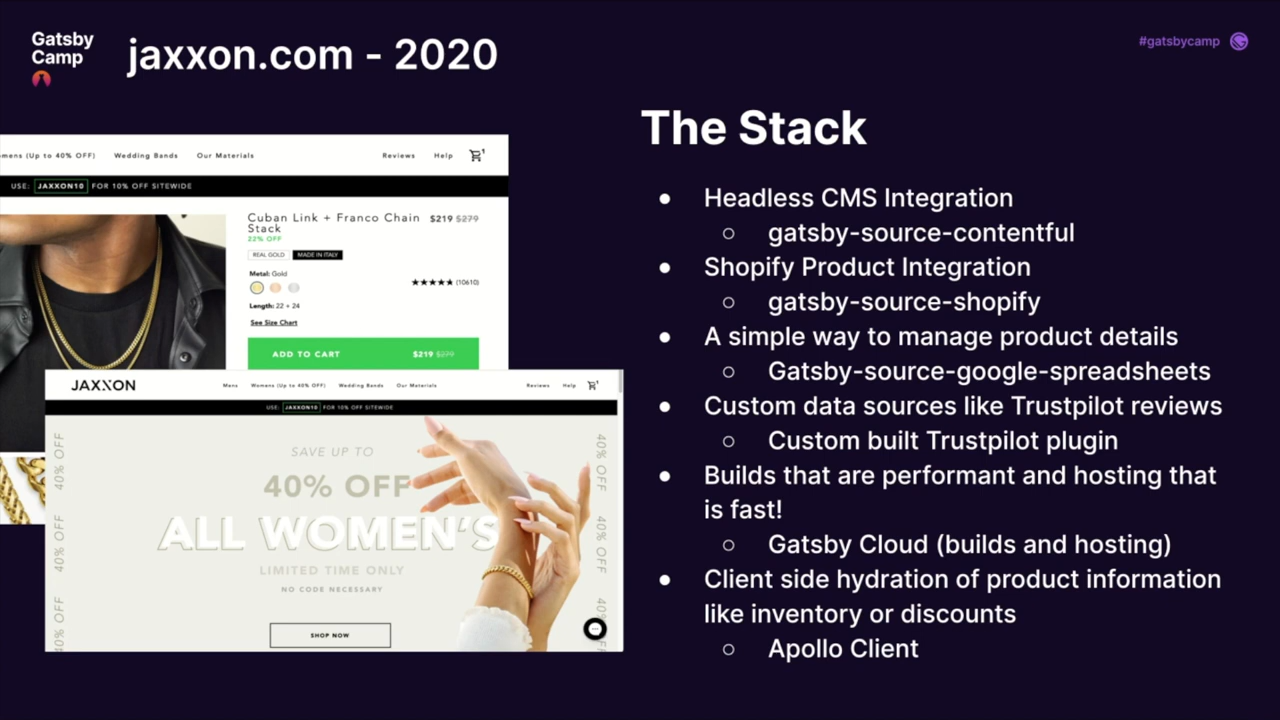 Gatsby
Camp
jaxxon.com - 2020
#gatsbycamp
The Stack
● Headless CMS Integration
○ gatsby-source-contentful
● Shopify Product Integration
○ gatsby-source-shopify
● A simple way to manage product details
○ Gatsby-source-google-spreadsheets
● Custom data sources like Trustpilot reviews
○ Custom built Trustpilot plugin
● Builds that are performant and hosting that
is fast!
○ Gatsby Cloud (builds and hosting)
● Client side hydration of product information
like inventory or discounts
○ Apollo Client
mens (Up to 40% OFF) Wedding Bands Our Materials Reviews Help 1
USE: JAXXON10 FOR 10% OFF SITEWIDE
Cuban Link + Franco Chain $219 $279
Stack
22% OFF
REAL GOLD MADE IN ITALY
Metal: Gold
★★★★★ (10610)
Length: 22 + 24
See Size Chart
ADD TO CART $219 $279
JAXXON Mens Womens (Up to 40% OFF) Wedding Bands Our Materials Reviews Help 1
USE: JAXXON10 FOR 10% OFF SITEWIDE
SAVE UP TO
40% OFF
ALL WOMEN'S
LIMITED TIME ONLY
NO CODE NECESSARY
SHOP NOW
40% OFF
40% OFF
40% OFF
40% OFF
40% OFF
40%